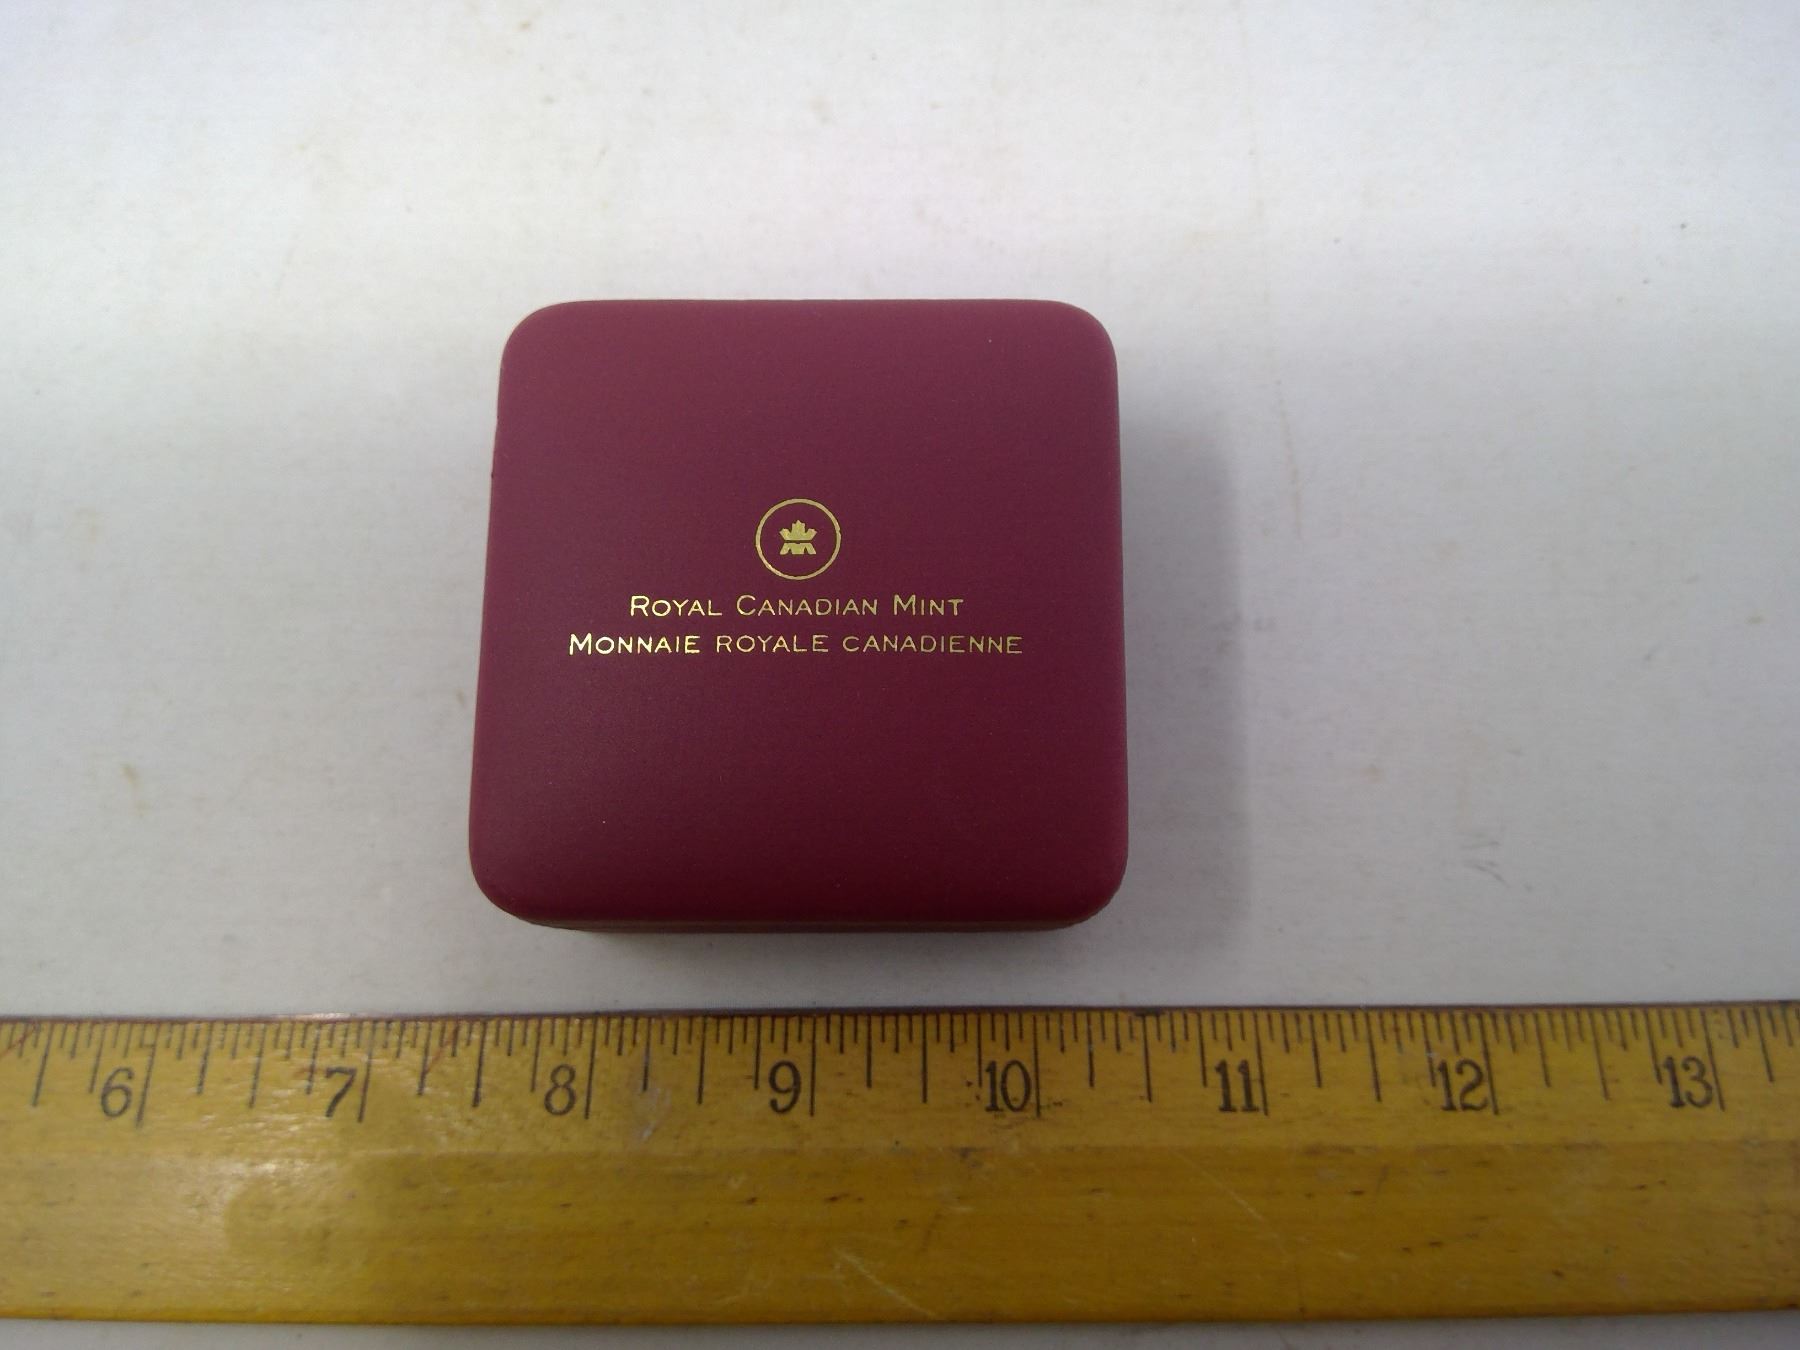 ROYAL CANADIAN MINT
MONNAIE ROYALE CANADIENNE
6 7 8 9 10 11 12 13